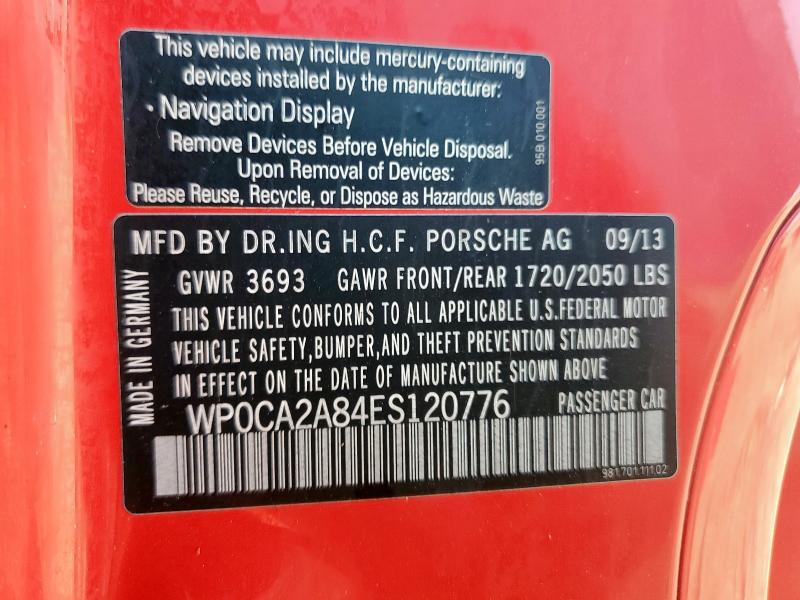 This vehicle may include mercury-containing
devices installed by the manufacturer:
· Navigation Display
Remove Devices Before Vehicle Disposal.
Upon Removal of Devices:
Please Reuse, Recycle, or Dispose as Hazardous Waste
95B.010.001
MFD BY DR.ING H.C.F. PORSCHE AG 09/13
GVWR 3693 GAWR FRONT/REAR 1720/2050 LBS
THIS VEHICLE CONFORMS TO ALL APPLICABLE U.S.FEDERAL MOTOR
VEHICLE SAFETY,BUMPER,AND THEFT PREVENTION STANDARDS
IN EFFECT ON THE DATE OF MANUFACTURE SHOWN ABOVE
WP0CA2A84ES120776 PASSENGER CAR
MADE IN GERMANY
981.701.111.02